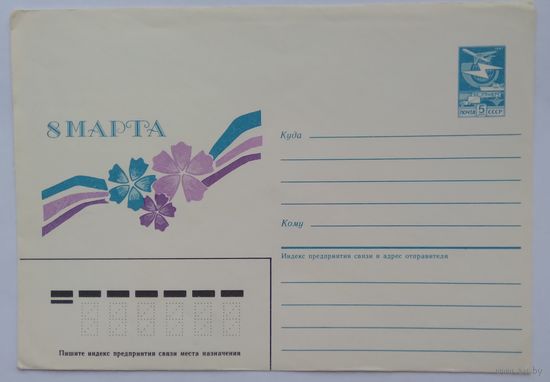 8 МАРТА
ПОЧТА 5 К СССР
Куда
Кому
Индекс предприятия связи и адрес отправителя
Пишите индекс предприятия связи места назначения